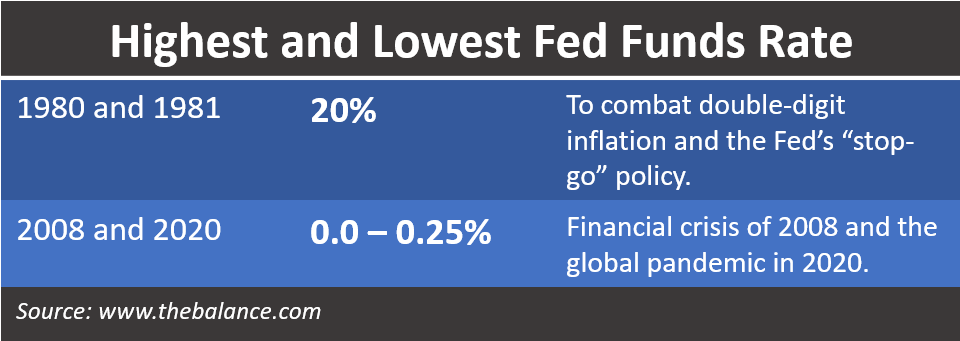 Highest and Lowest Fed Funds Rate
1980 and 1981
20%
To combat double-digit
inflation and the Fed’s “stop-
go” policy.
2008 and 2020
0.0 – 0.25%
Financial crisis of 2008 and the
global pandemic in 2020.
Source: www.thebalance.com